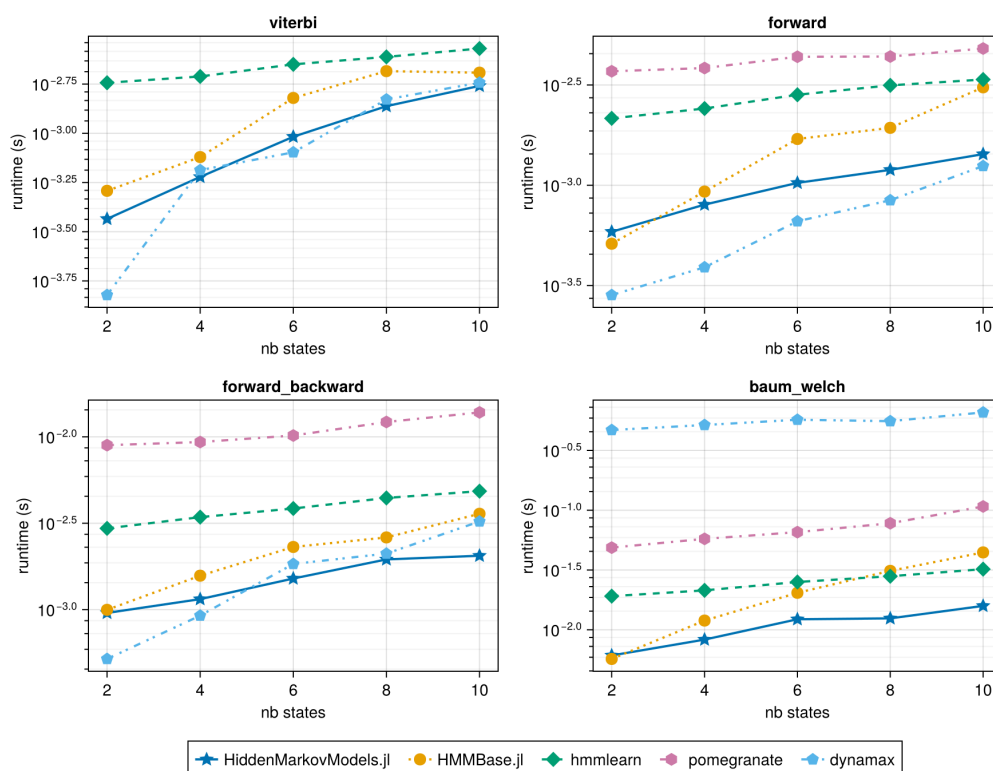 viterbi
runtime (s)
10^-2.75
10^-3.00
10^-3.25
10^-3.50
10^-3.75
2 4 6 8 10
nb states
forward
runtime (s)
10^-2.5
10^-3.0
10^-3.5
2 4 6 8 10
nb states
forward_backward
runtime (s)
10^-2.0
10^-2.5
10^-3.0
2 4 6 8 10
nb states
baum_welch
runtime (s)
10^-0.5
10^-1.0
10^-1.5
10^-2.0
2 4 6 8 10
nb states
HiddenMarkovModels.jl HMMBase.jl hmmlearn pomegranate dynamax